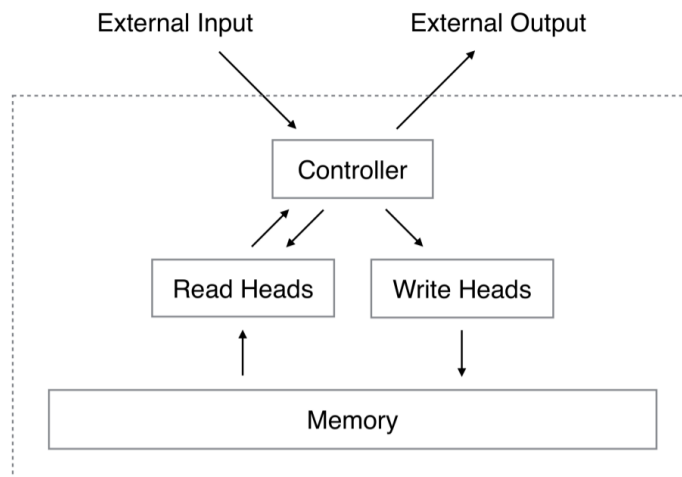 External Input
External Output
Controller
Read Heads
Write Heads
Memory